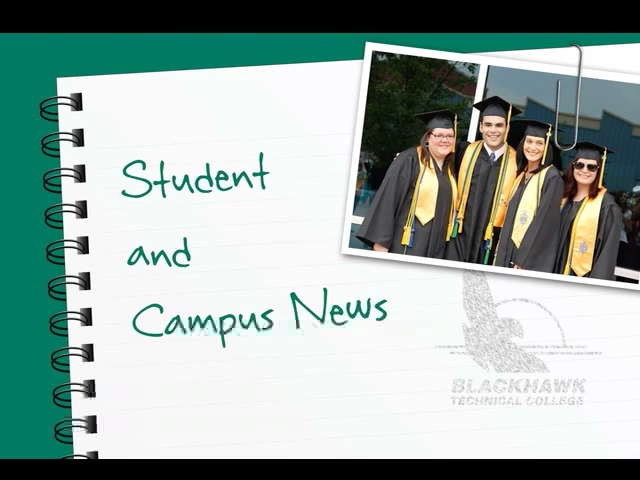 Student
and
Campus News
BLACKHAWK
TECHNICAL COLLEGE